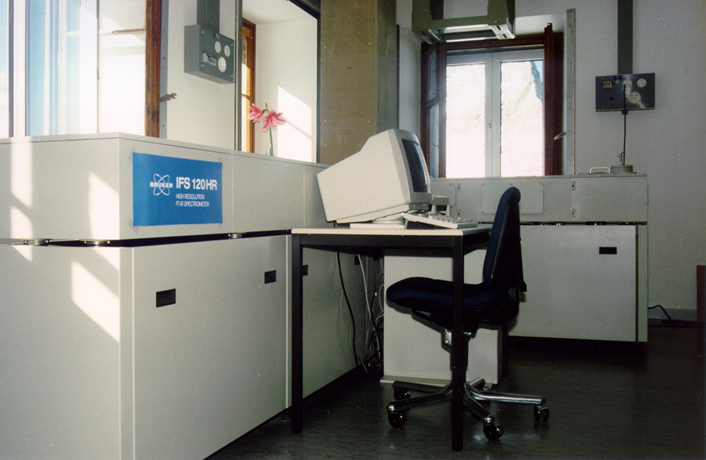 BRUKER
IFS 120 HR
HIGH RESOLUTION
FT-IR SPECTROMETER